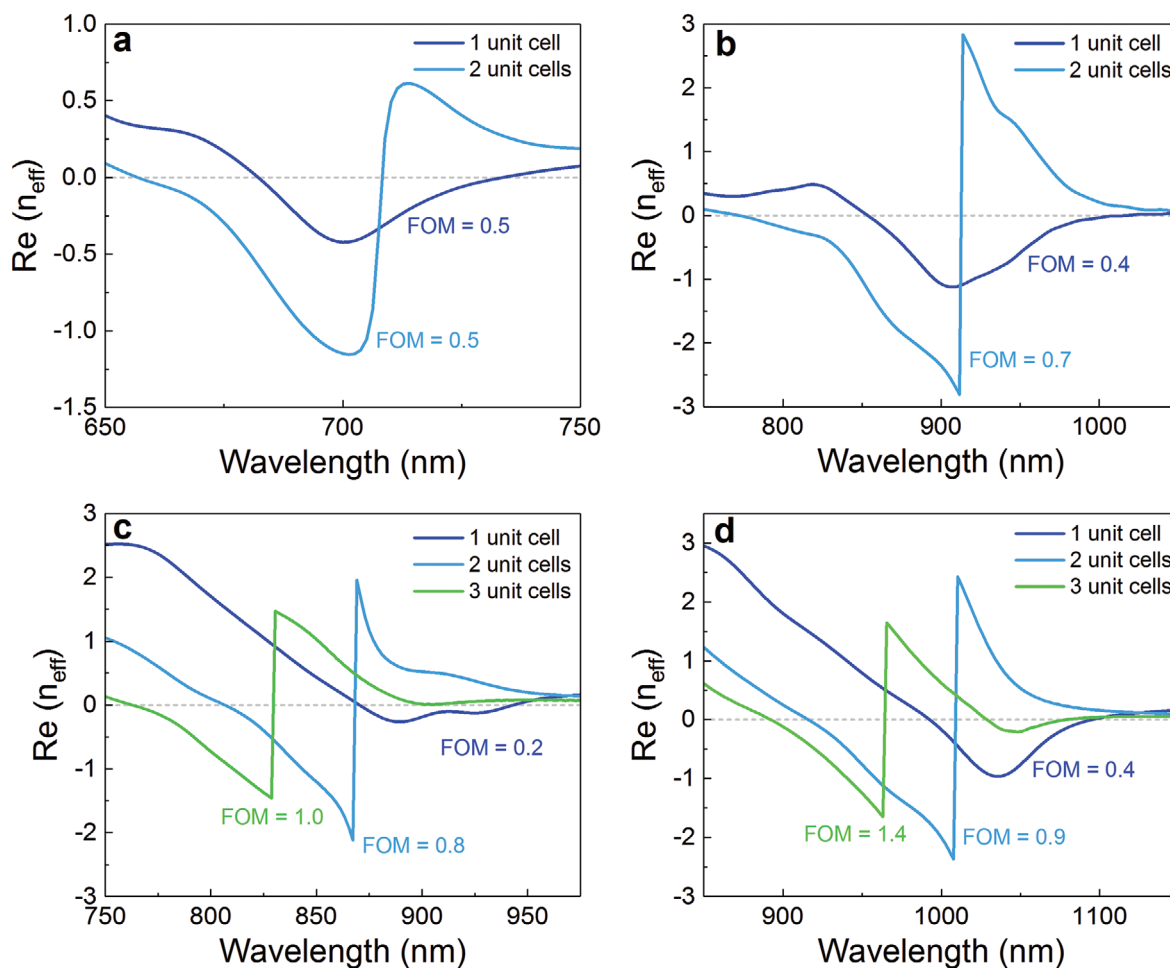 a
1 unit cell
2 unit cells
FOM = 0.5
FOM = 0.5
1.0
0.5
0.0
-0.5
-1.0
-1.5
650
700
750
Re (n_eff)
Wavelength (nm)
b
1 unit cell
2 unit cells
FOM = 0.4
FOM = 0.7
3
2
1
0
-1
-2
-3
800
900
1000
Re (n_eff)
Wavelength (nm)
c
1 unit cell
2 unit cells
3 unit cells
FOM = 0.2
FOM = 1.0
FOM = 0.8
3
2
1
0
-1
-2
-3
750
800
850
900
950
Re (n_eff)
Wavelength (nm)
d
1 unit cell
2 unit cells
3 unit cells
FOM = 0.4
FOM = 1.4
FOM = 0.9
3
2
1
0
-1
-2
-3
900
1000
1100
Re (n_eff)
Wavelength (nm)